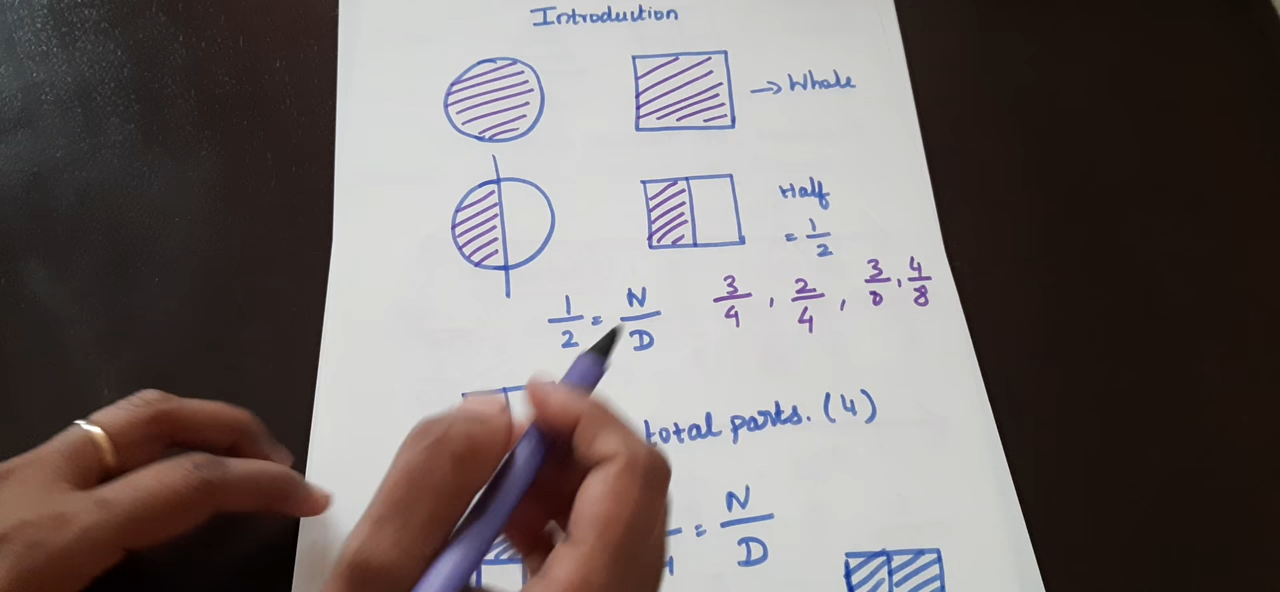 Introduction
→ Whole
Half
= 1/2
1/2 = N/D
3/4 , 2/4 , 3/8 , 4/8
total parts. (4)
= N/D